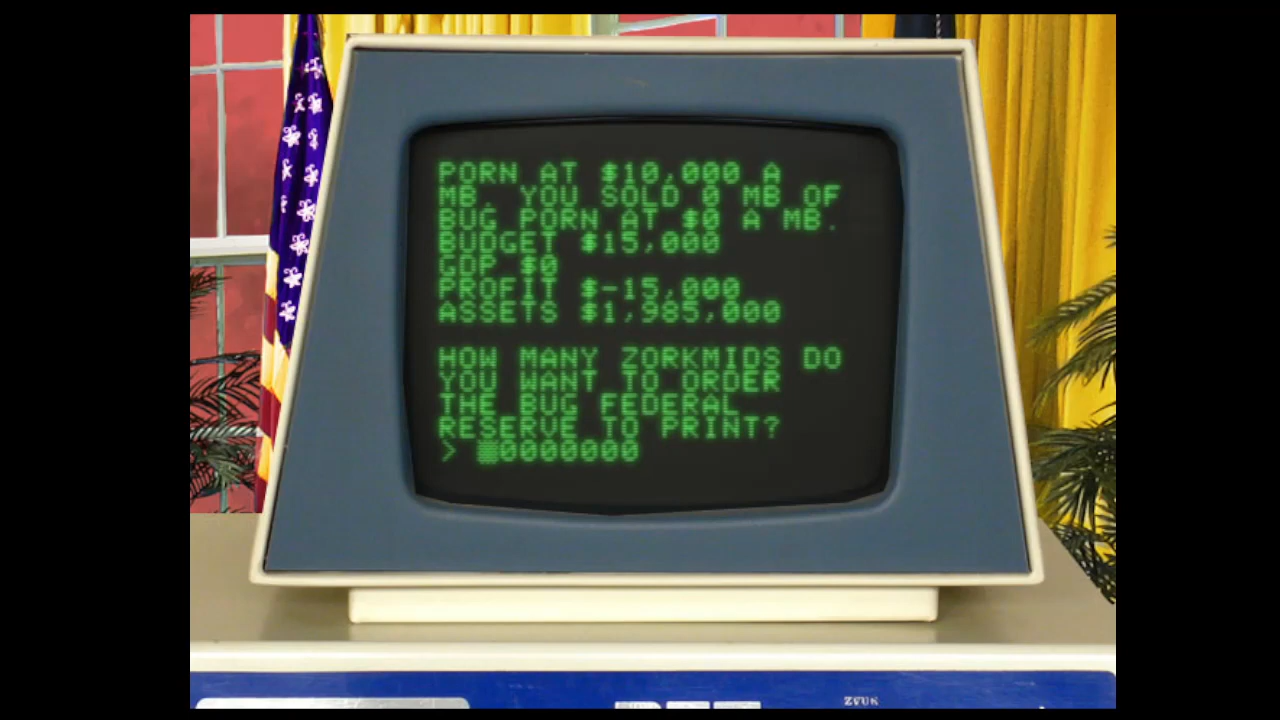 PORN AT $10,000 A
MB. YOU SOLD 0 MB OF
BUG PORN AT $0 A MB.
BUDGET $15,000
GDP $0
PROFIT $-15,000
ASSETS $1,985,000
HOW MANY ZORKMIDS DO
YOU WANT TO ORDER
THE BUG FEDERAL
RESERVE TO PRINT?
> 0000000